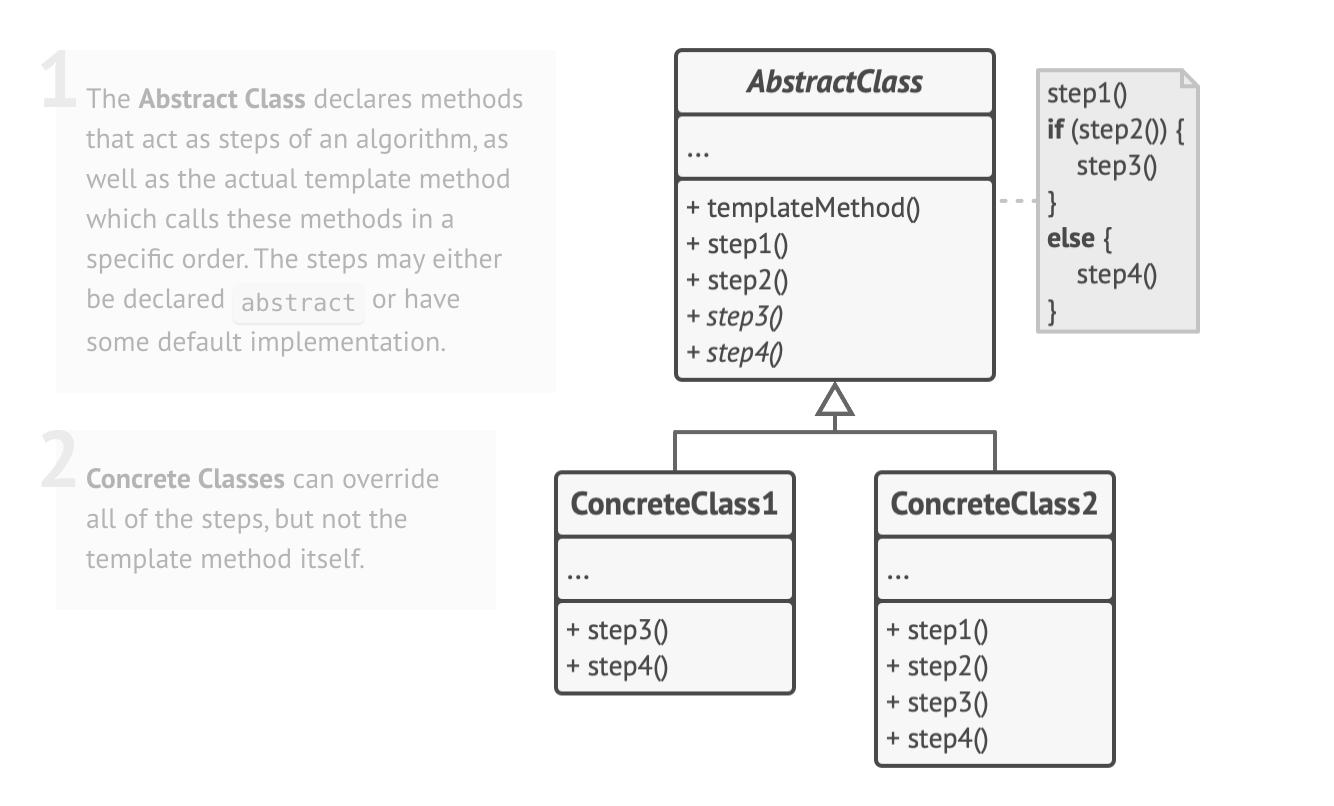 1
The Abstract Class declares methods
that act as steps of an algorithm, as
well as the actual template method
which calls these methods in a
specific order. The steps may either
be declared abstract or have
some default implementation.
2
Concrete Classes can override
all of the steps, but not the
template method itself.
AbstractClass
...
+ templateMethod()
+ step1()
+ step2()
+ step3()
+ step4()
step1()
if (step2()) {
step3()
}
else {
step4()
}
ConcreteClass1
...
+ step3()
+ step4()
ConcreteClass2
...
+ step1()
+ step2()
+ step3()
+ step4()